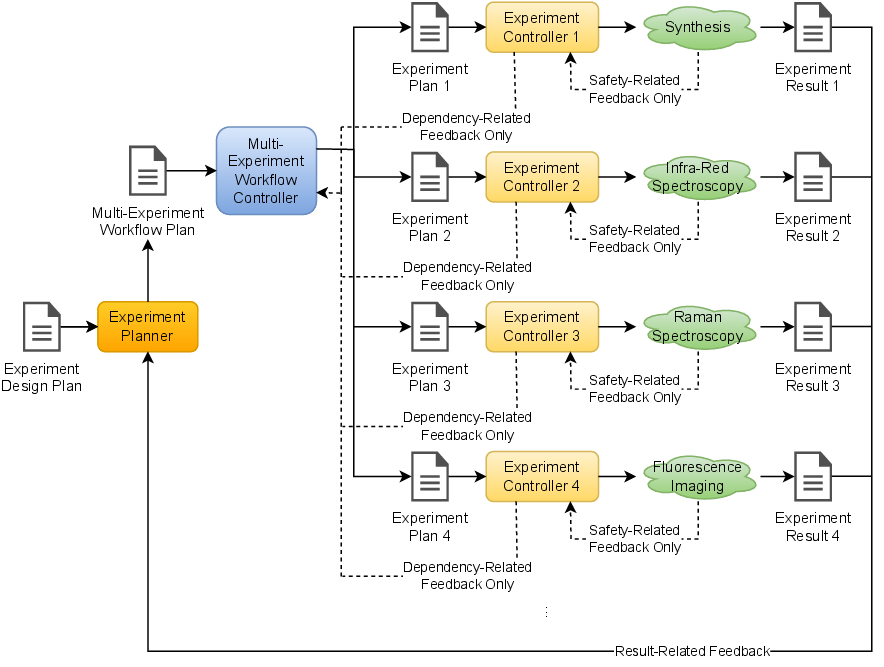 Experiment
Plan 1
Experiment
Controller 1
Synthesis
Safety-Related
Feedback Only
Experiment
Result 1
Dependency-Related
Feedback Only
Multi-
Experiment
Workflow
Controller
Multi-Experiment
Workflow Plan
Experiment
Plan 2
Experiment
Controller 2
Infra-Red
Spectroscopy
Safety-Related
Feedback Only
Experiment
Result 2
Dependency-Related
Feedback Only
Experiment
Design Plan
Experiment
Planner
Experiment
Plan 3
Experiment
Controller 3
Raman
Spectroscopy
Safety-Related
Feedback Only
Experiment
Result 3
Dependency-Related
Feedback Only
Experiment
Plan 4
Experiment
Controller 4
Fluorescence
Imaging
Safety-Related
Feedback Only
Experiment
Result 4
Dependency-Related
Feedback Only
⋮
Result-Related Feedback